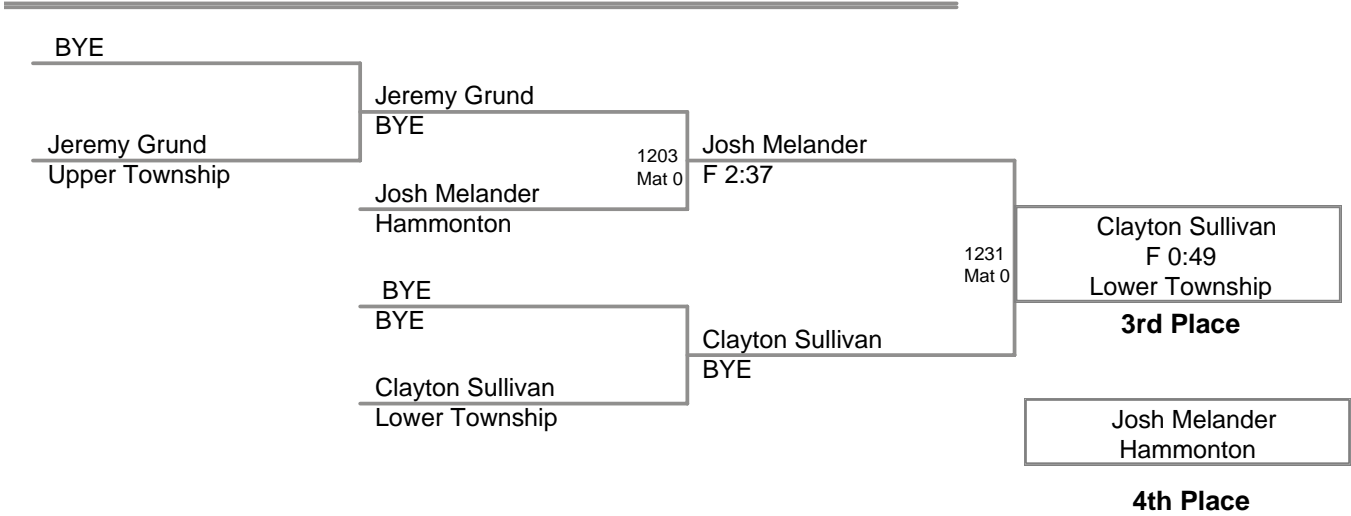 BYE
Jeremy Grund
Upper Township
Jeremy Grund
BYE
Josh Melander
Hammonton
1203
Mat 0
Josh Melander
F 2:37
BYE
BYE
Clayton Sullivan
Lower Township
Clayton Sullivan
BYE
1231
Mat 0
Clayton Sullivan
F 0:49
Lower Township
3rd Place
Josh Melander
Hammonton
4th Place